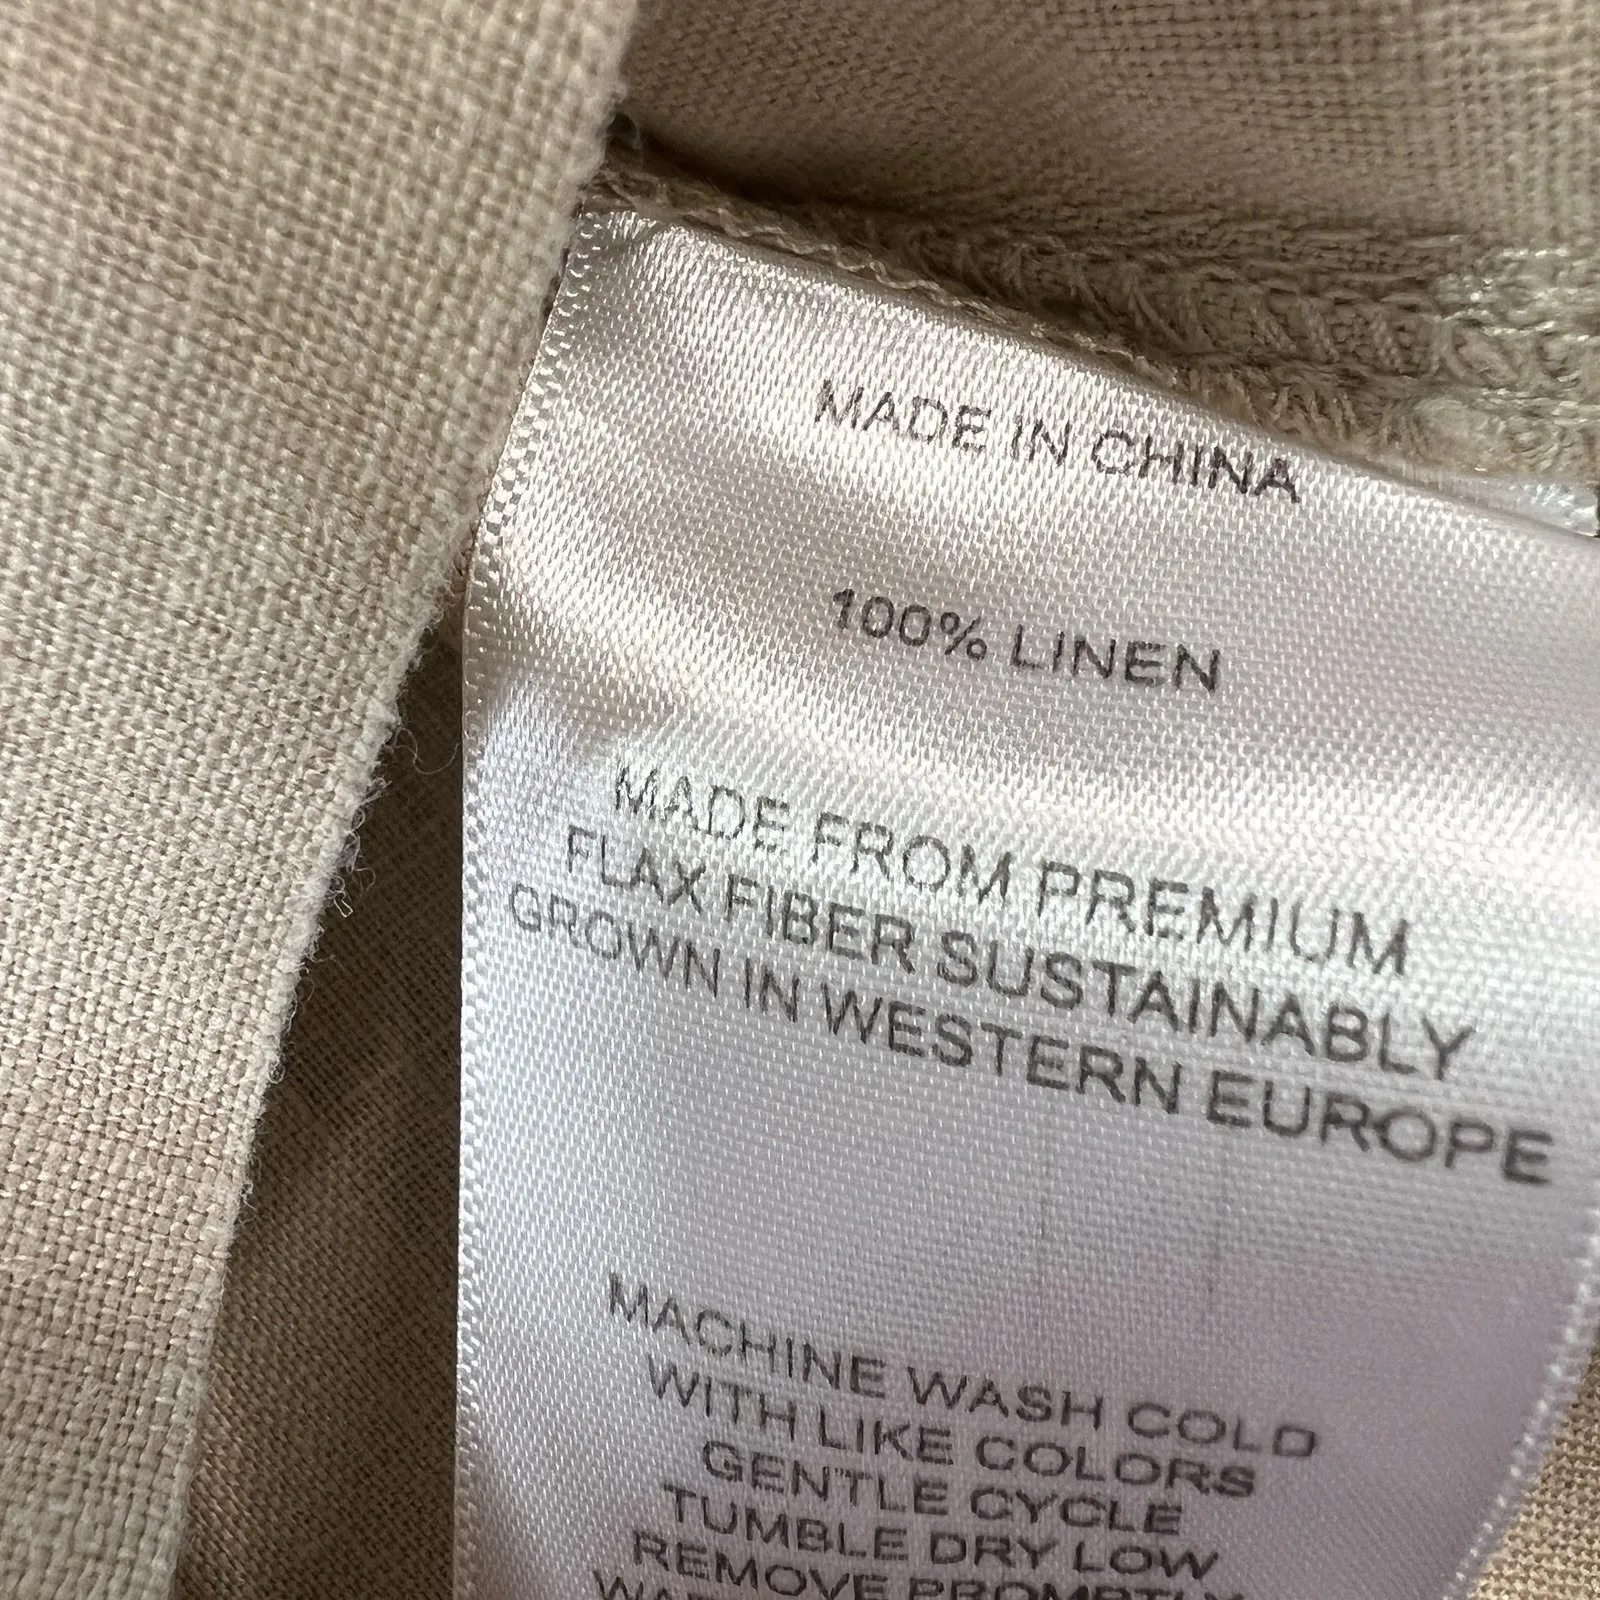 MADE IN CHINA
100% LINEN
MADE FROM PREMIUM
FLAX FIBER SUSTAINABLY
GROWN IN WESTERN EUROPE
MACHINE WASH COLD
WITH LIKE COLORS
GENTLE CYCLE
TUMBLE DRY LOW
REMOVE PROMPTLY